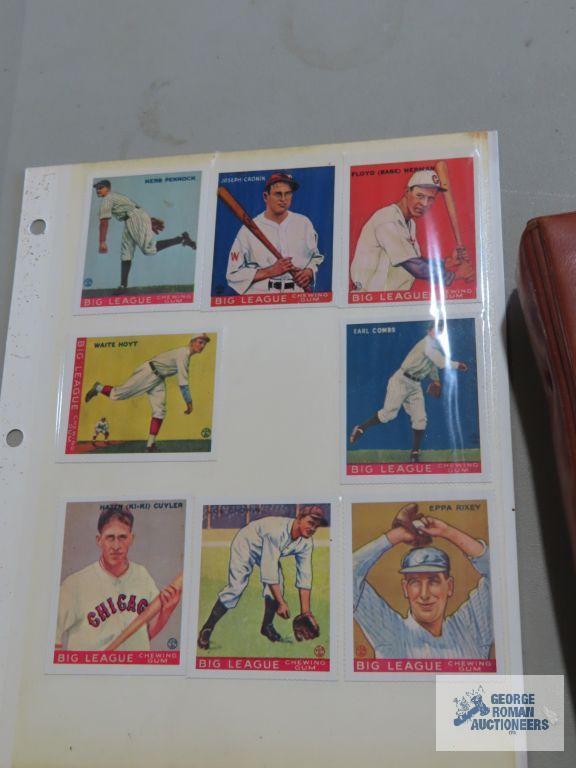 HERB PENNOCK
BIG LEAGUE CHEWING GUM
JOSEPH CRONIN
W
BIG LEAGUE CHEWING GUM
FLOYD (BABE) HERMAN
BIG LEAGUE CHEWING GUM
WAITE HOYT
BIG LEAGUE CHEWING GUM
EARL COMBS
BIG LEAGUE CHEWING GUM
HAZEN (KI-KI) CUYLER
CHICAG
BIG LEAGUE CHEWING GUM
BIG LEAGUE CHEWING GUM
EPPA RIXEY
BIG LEAGUE CHEWING GUM
GEORGE
ROMAN
AUCTIONEERS